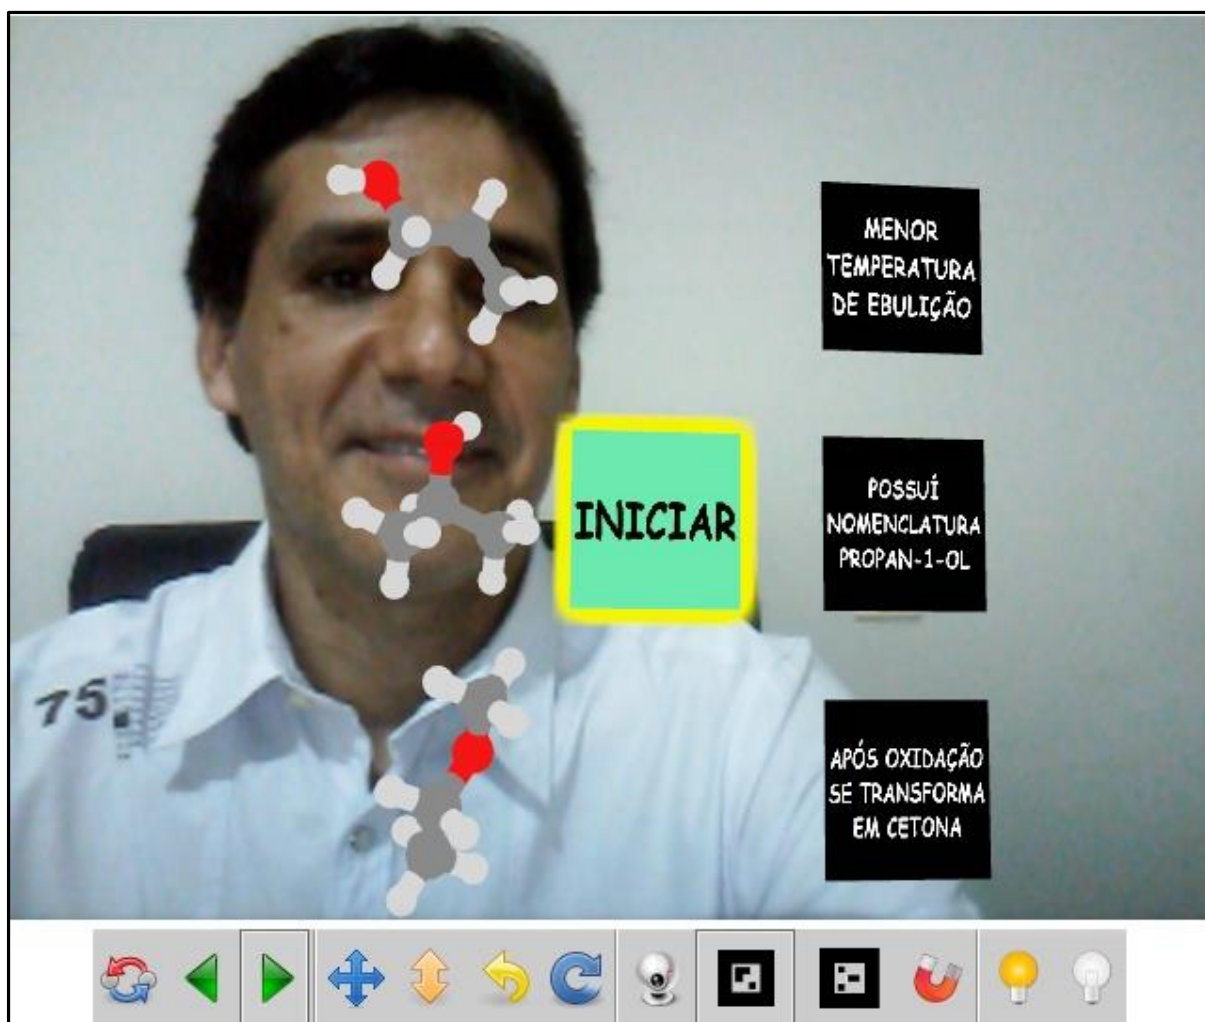 MENOR
TEMPERATURA
DE EBULIÇÃO
INICIAR
POSSUÍ
NOMENCLATURA
PROPAN-1-OL
75
APÓS OXIDAÇÃO
SE TRANSFORMA
EM CETONA